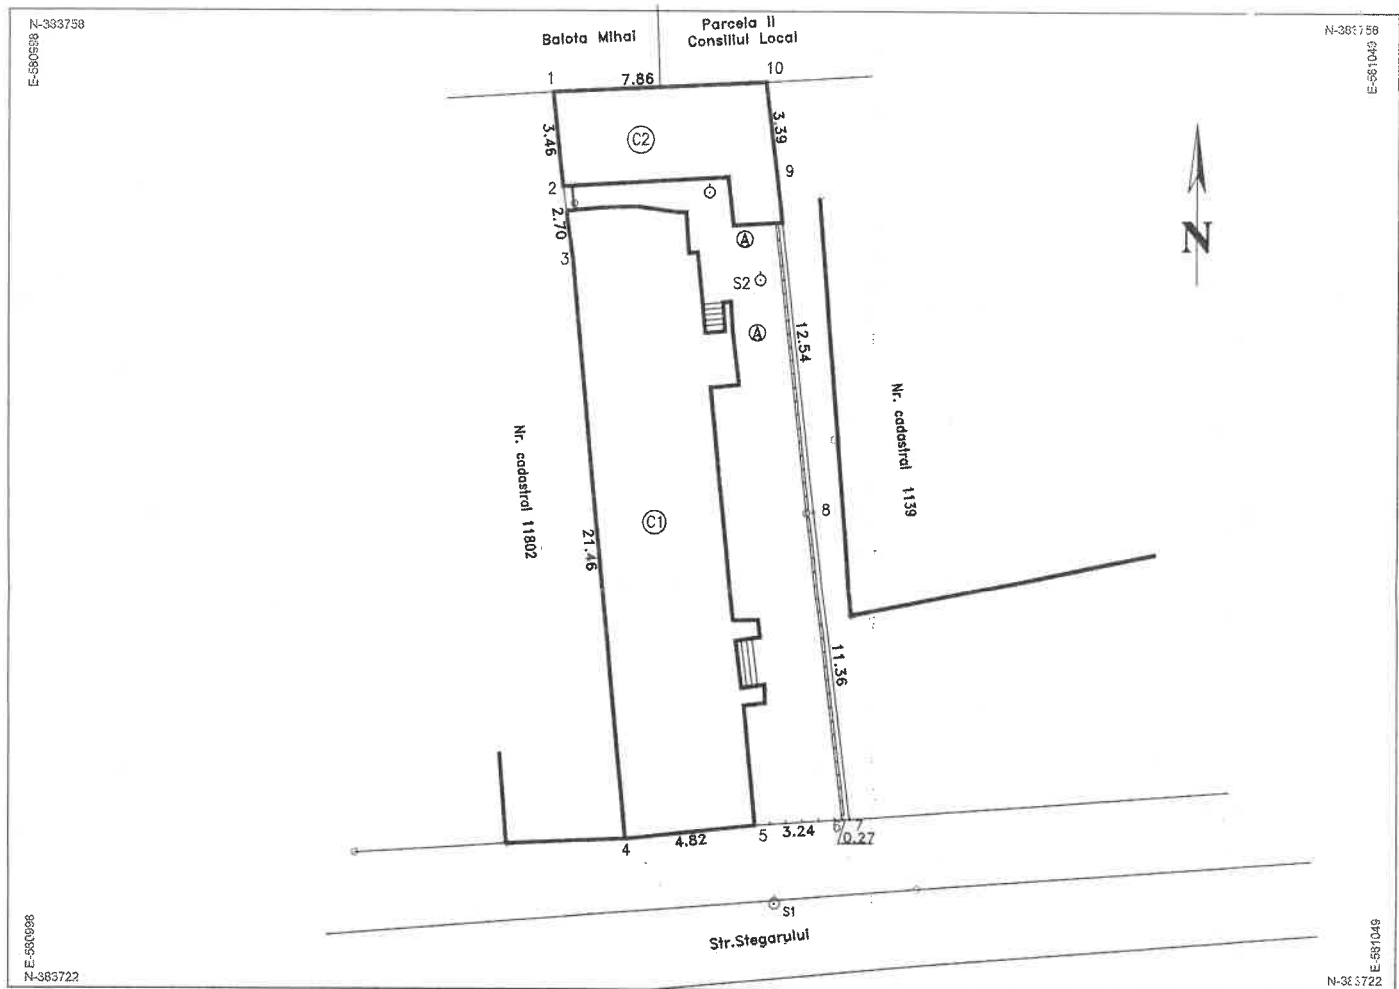 N-383758
E-580998
Balota Mihai
Parcela II
Consiliul Local
N-383758
E-581049
1
7.86
10
3.46
C2
3.39
9
2
2.70
3
A
S2
A
12.54
N
Nr. cadastral 1139
Nr. cadastral 11802
21.46
C1
8
11.36
4
4.82
5
3.24
6
7
0.27
S1
Str.Stegarului
E-580998
N-383722
E-581049
N-383722